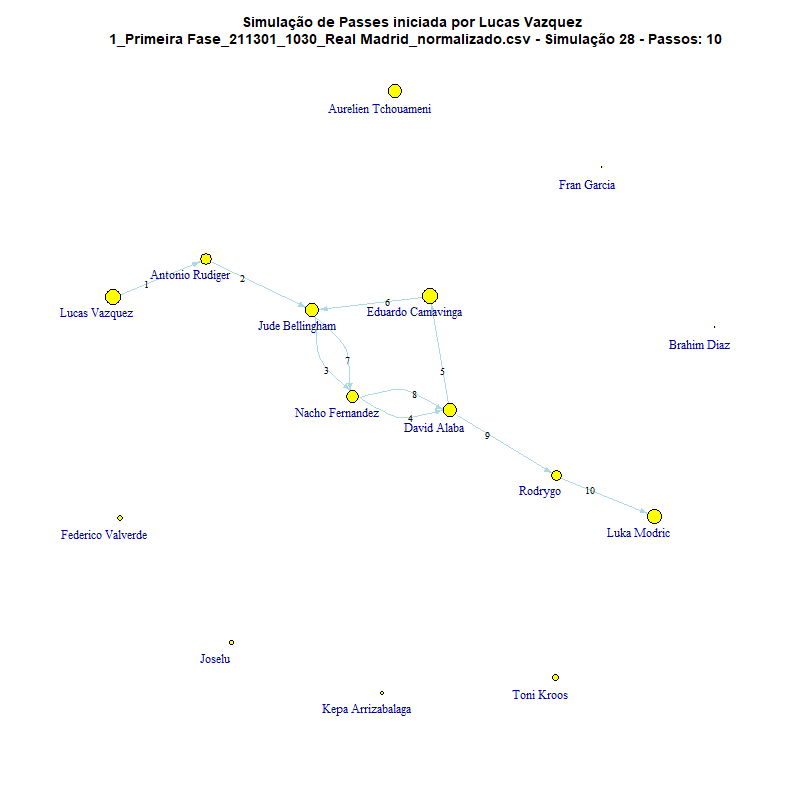 Simulação de Passes iniciada por Lucas Vazquez
1_Primeira Fase_211301_1030_Real Madrid_normalizado.csv - Simulação 28 - Passos: 10
Aurelien Tchouameni
Fran Garcia
Antonio Rudiger
2
1
Lucas Vazquez
6
Eduardo Camavinga
Jude Bellingham
Brahim Diaz
7
3
5
8
Nacho Fernandez
4
David Alaba
9
Rodrygo
10
Luka Modric
Federico Valverde
Joselu
Toni Kroos
Kepa Arrizabalaga